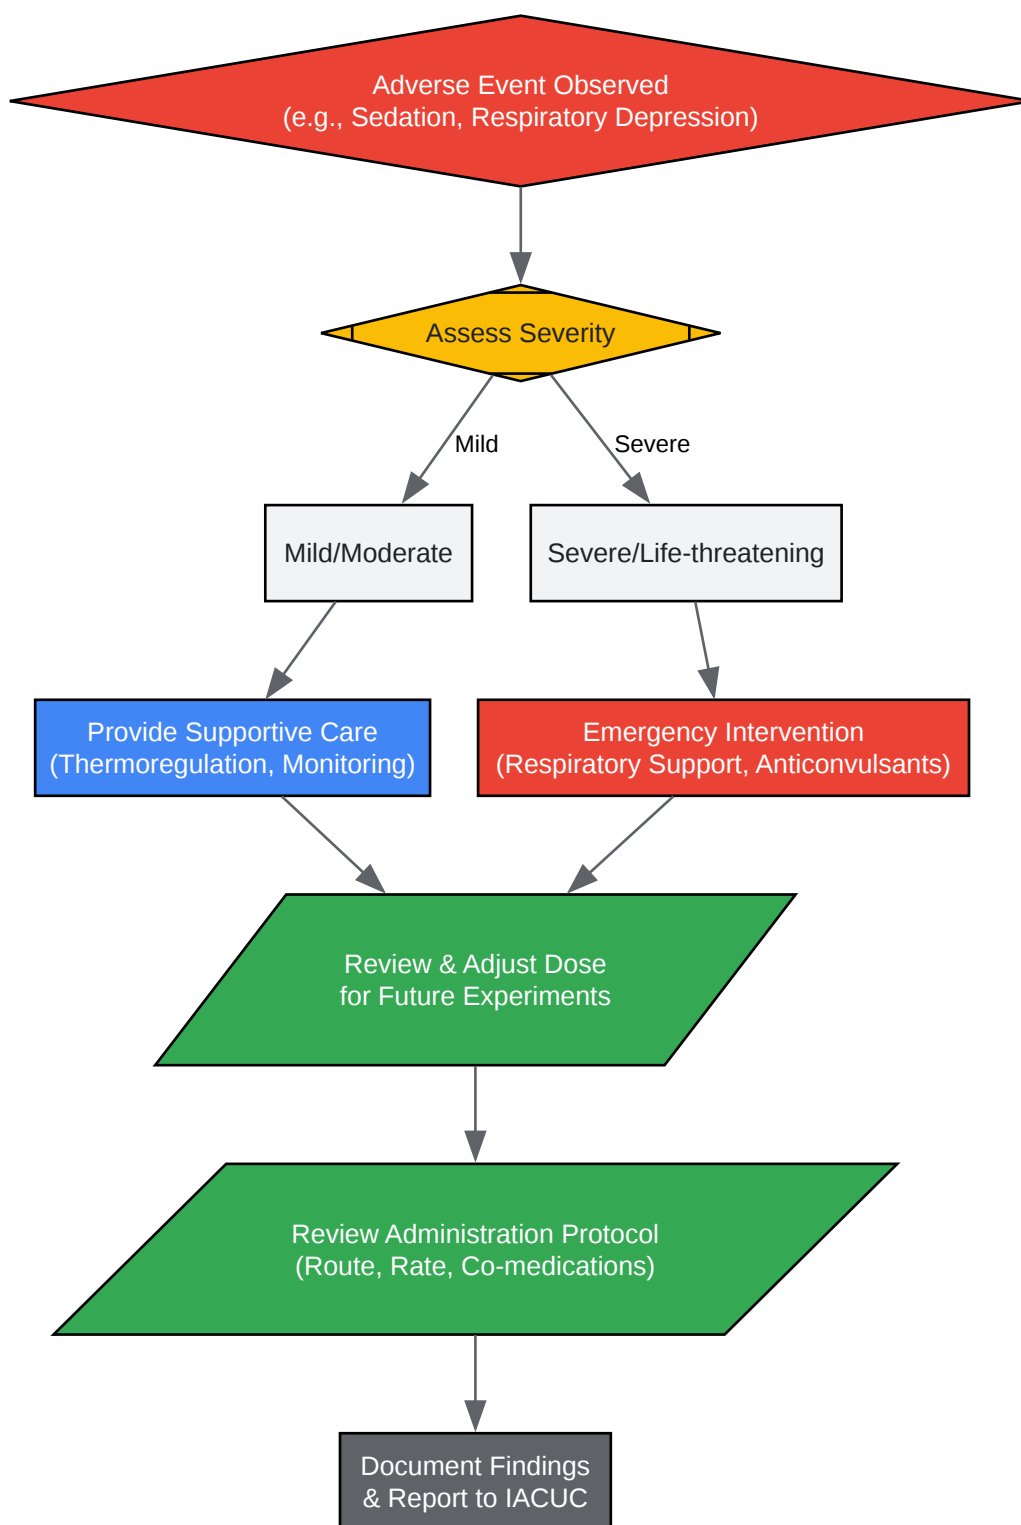 Adverse Event Observed
(e.g., Sedation, Respiratory Depression)
Assess Severity
Mild
Severe
Mild/Moderate
Severe/Life-threatening
Provide Supportive Care
(Thermoregulation, Monitoring)
Emergency Intervention
(Respiratory Support, Anticonvulsants)
Review & Adjust Dose
for Future Experiments
Review Administration Protocol
(Route, Rate, Co-medications)
Document Findings
& Report to IACUC